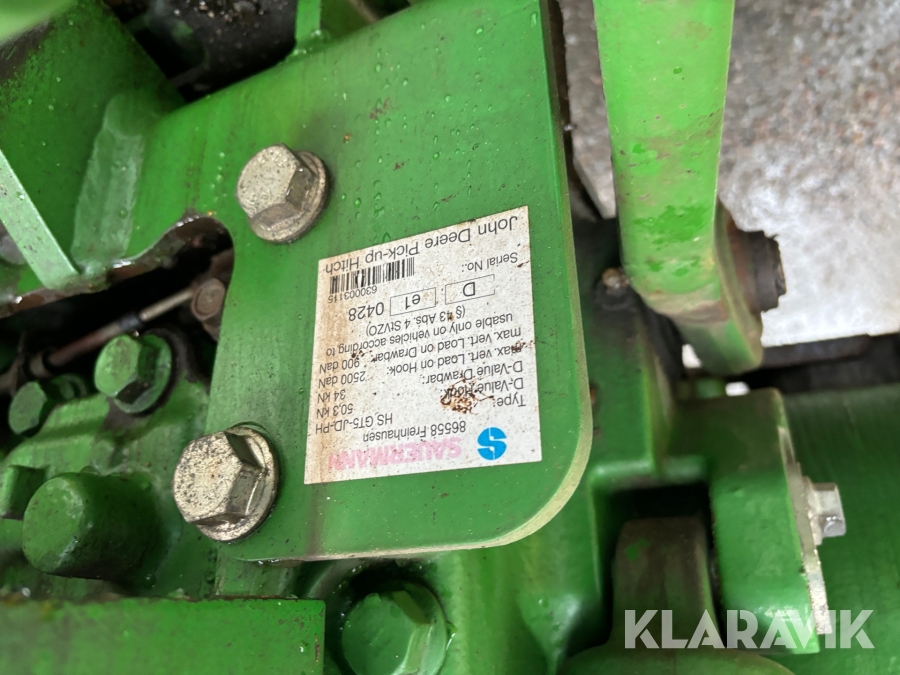 SAUERMANN
86558 Freinhausen
Type: HS GT5-JD-PH
D-Value Hook: 50,3 kN
D-Value Drawbar: 34 kN
max. vert. Load on Hook: 2500 daN
max. vert. Load on Drawbar: 900 daN
usable only on vehicles according to
(§ 13 Abs. 4 StVZO)
D e1 0428
Serial No.: 630003115
John Deere Pick-up Hitch
KLARAVIK